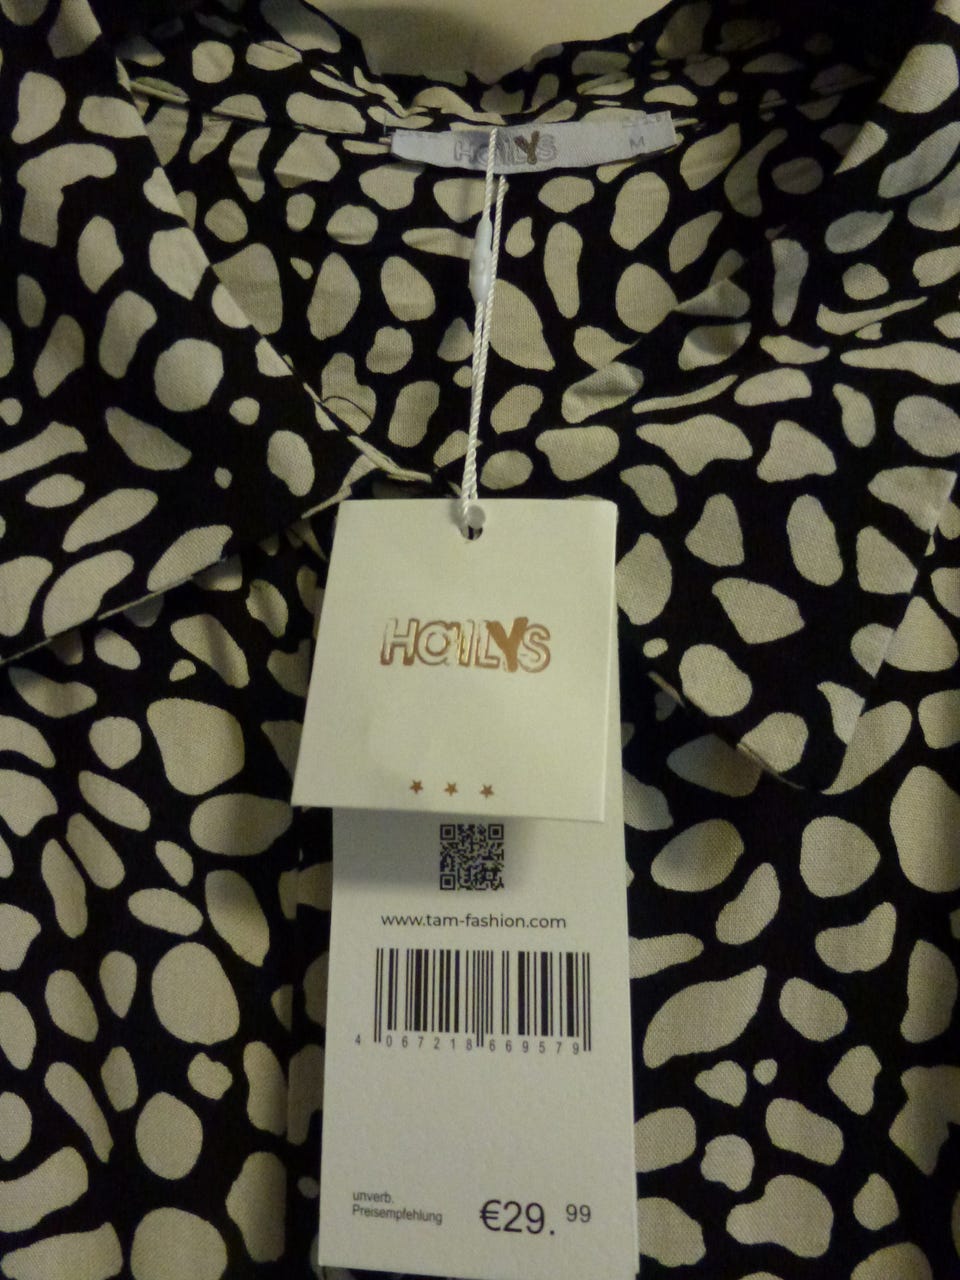 HaILYS
M
HaILYS
www.tam-fashion.com
4 067218 669579
unverb.
Preisempfehlung
€29. 99